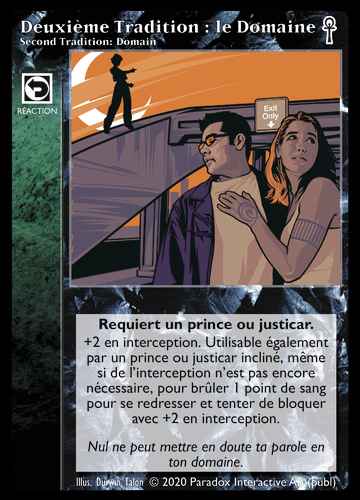 Deuxième Tradition : le Domaine
Second Tradition: Domain
REACTION
Exit
Only
Requiert un prince ou justicar.
+2 en interception. Utilisable également
par un prince ou justicar incliné, même
si de l'interception n'est pas encore
nécessaire, pour brûler 1 point de sang
pour se redresser et tenter de bloquer
avec +2 en interception.
Nul ne peut mettre en doute ta parole en
ton domaine.
Illus. Durwin Talon © 2020 Paradox Interactive AB (Publ)